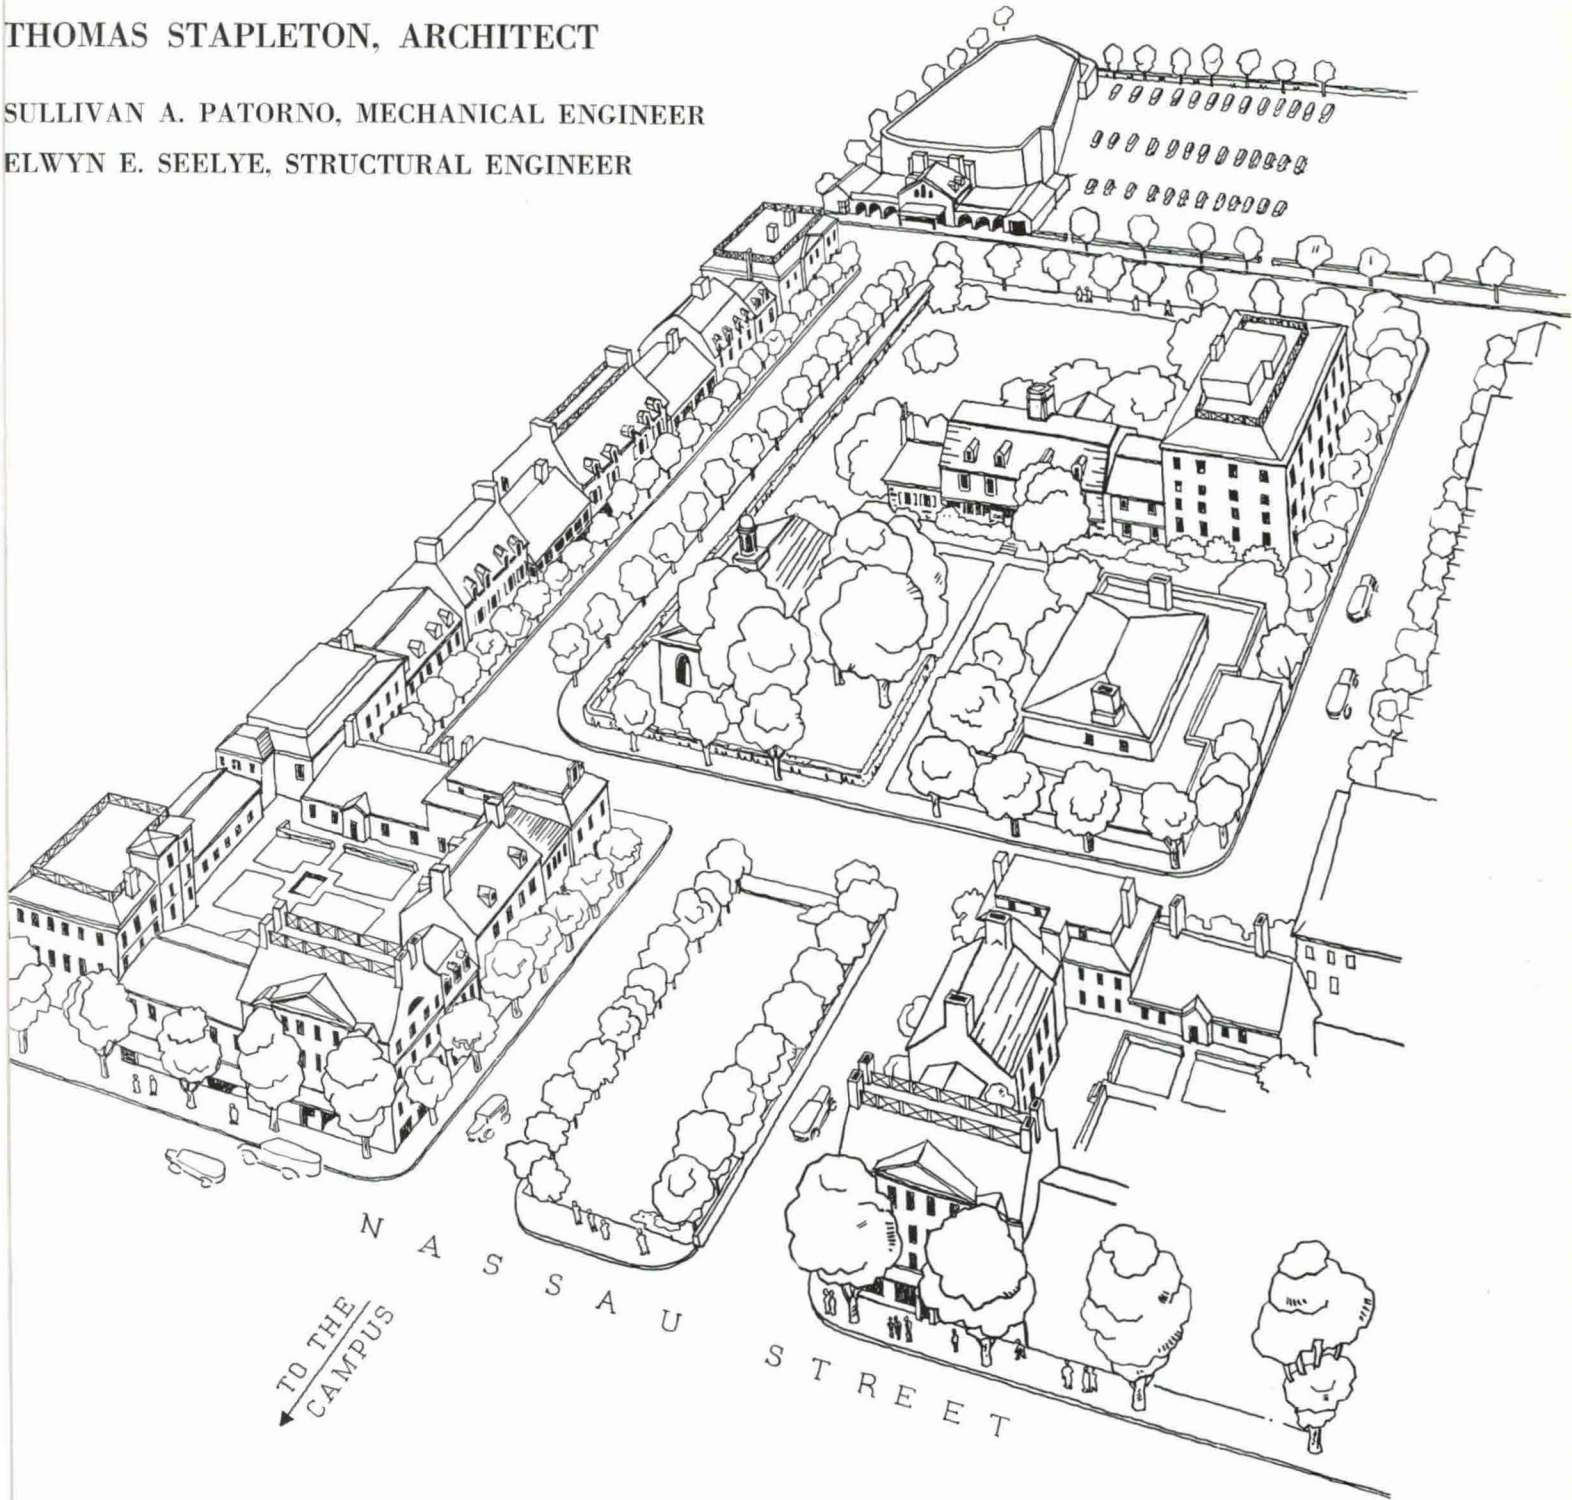 THOMAS STAPLETON, ARCHITECT
SULLIVAN A. PATORNO, MECHANICAL ENGINEER
ELWYN E. SEELYE, STRUCTURAL ENGINEER
NASSAU STREET
TO THE
CAMPUS